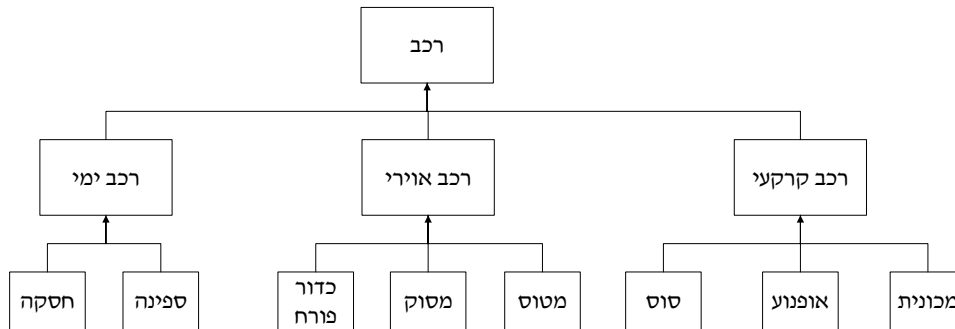 רכב
רכב קרקעי
רכב אוירי
רכב ימי
מכונית
אופנוע
סוס
מטוס
מסוק
כדור
פורח
ספינה
חסקה